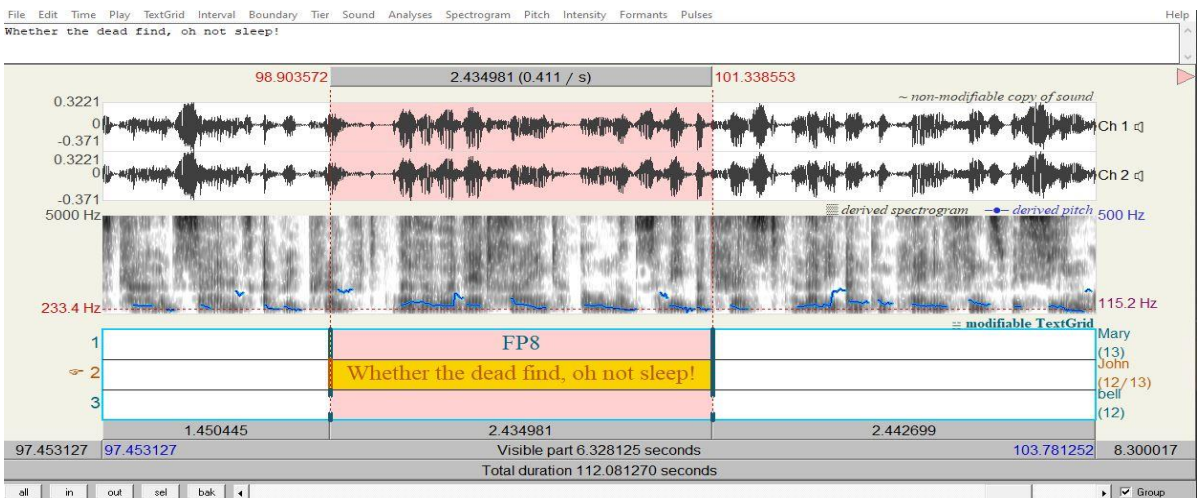 File Edit Time Play TextGrid Interval Boundary Tier Sound Analyses Spectrogram Pitch Intensity Formants Pulses Help
Whether the dead find, oh not sleep!
98.903572 2.434981 (0.411 / s) 101.338553
~ non-modifiable copy of sound
0.3221
0
-0.371
Ch 1
0.3221
0
-0.371
Ch 2
5000 Hz derived spectrogram derived pitch 500 Hz
233.4 Hz 115.2 Hz
modifiable TextGrid
1 FP8 Mary
(13)
2 Whether the dead find, oh not sleep! John
(12/13)
3 bell
(12)
1.450445 2.434981 2.442699
97.453127 97.453127 Visible part 6.328125 seconds 103.781252 8.300017
Total duration 112.081270 seconds
all in out sel bak Group